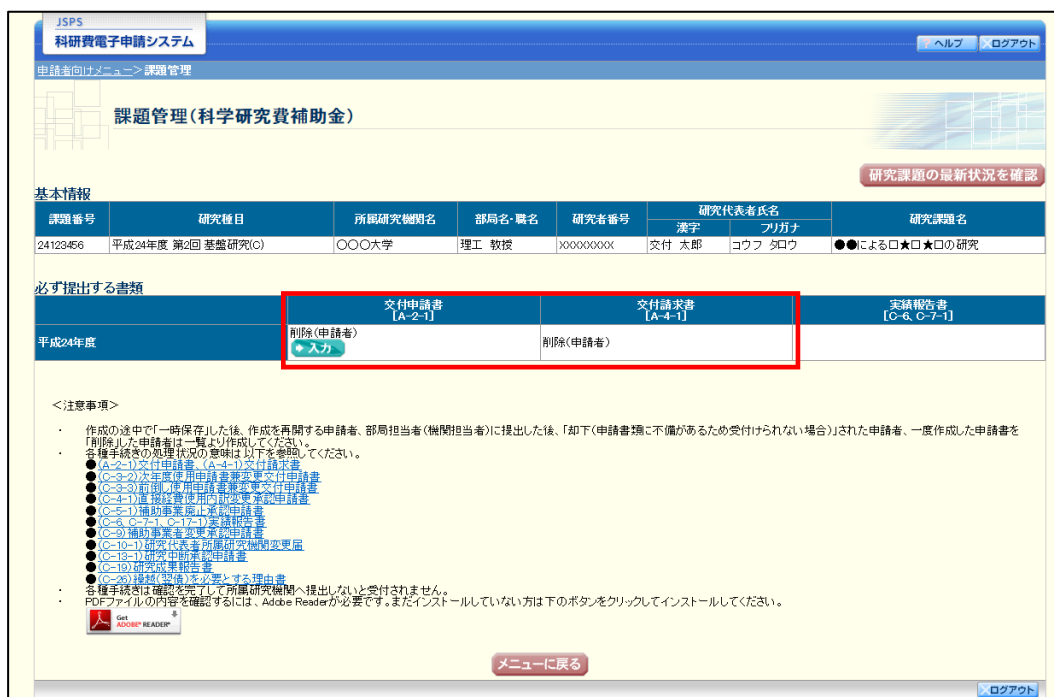 JSPS
科研費電子申請システム
? ヘルプ
×ログアウト
申請者向けメニュー>課題管理
課題管理(科学研究費補助金)
研究課題の最新状況を確認
基本情報
課題番号 研究種目 所属研究機関名 部局名・職名 研究者番号 研究代表者氏名 研究課題名
漢字 フリガナ
24123456 平成24年度 第2回 基盤研究(C) 〇〇〇大学 理工 教授 XXXXXXXX 交付 太郎 コウフ タロウ ●●による□★□★□の研究
必ず提出する書類
交付申請書 交付請求書 実績報告書
[A-2-1] [A-4-1] [C-6、C-7-1]
平成24年度 削除(申請者) 削除(申請者)
入力
<注意事項>
・ 作成の途中で「一時保存」した後、作成を再開する申請者、部局担当者(機関担当者)に提出した後、「却下(申請書類に不備があるため受付けられない場合)」された申請者、一度作成した申請書を
「削除」した申請者は一覧より作成してください。
・ 各種手続きの処理状況の意味は以下を参照してください。
●(A-2-1)交付申請書、(A-4-1)交付請求書
●(C-3-2)次年度使用申請書兼変更交付申請書
●(C-3-3)前倒し使用申請書兼変更交付申請書
●(C-4-1)直接経費使用内訳変更承認申請書
●(C-5-1)補助事業廃止承認申請書
●(C-6、C-7-1、C-17-1)実績報告書
●(C-9)補助事業者変更承認申請書
●(C-10-1)研究代表者所属研究機関変更届
●(C-13-1)研究中断承認申請書
●(C-19)研究成果報告書
●(C-26)繰越(翌債)を必要とする理由書
・ 各種手続きは確認を完了して所属研究機関へ提出しないと受付されません。
・ PDFファイルの内容を確認するには、Adobe Readerが必要です。まだインストールしていない方は下のボタンをクリックしてインストールしてください。
Get
ADOBE® READER®
メニューに戻る
×ログアウト